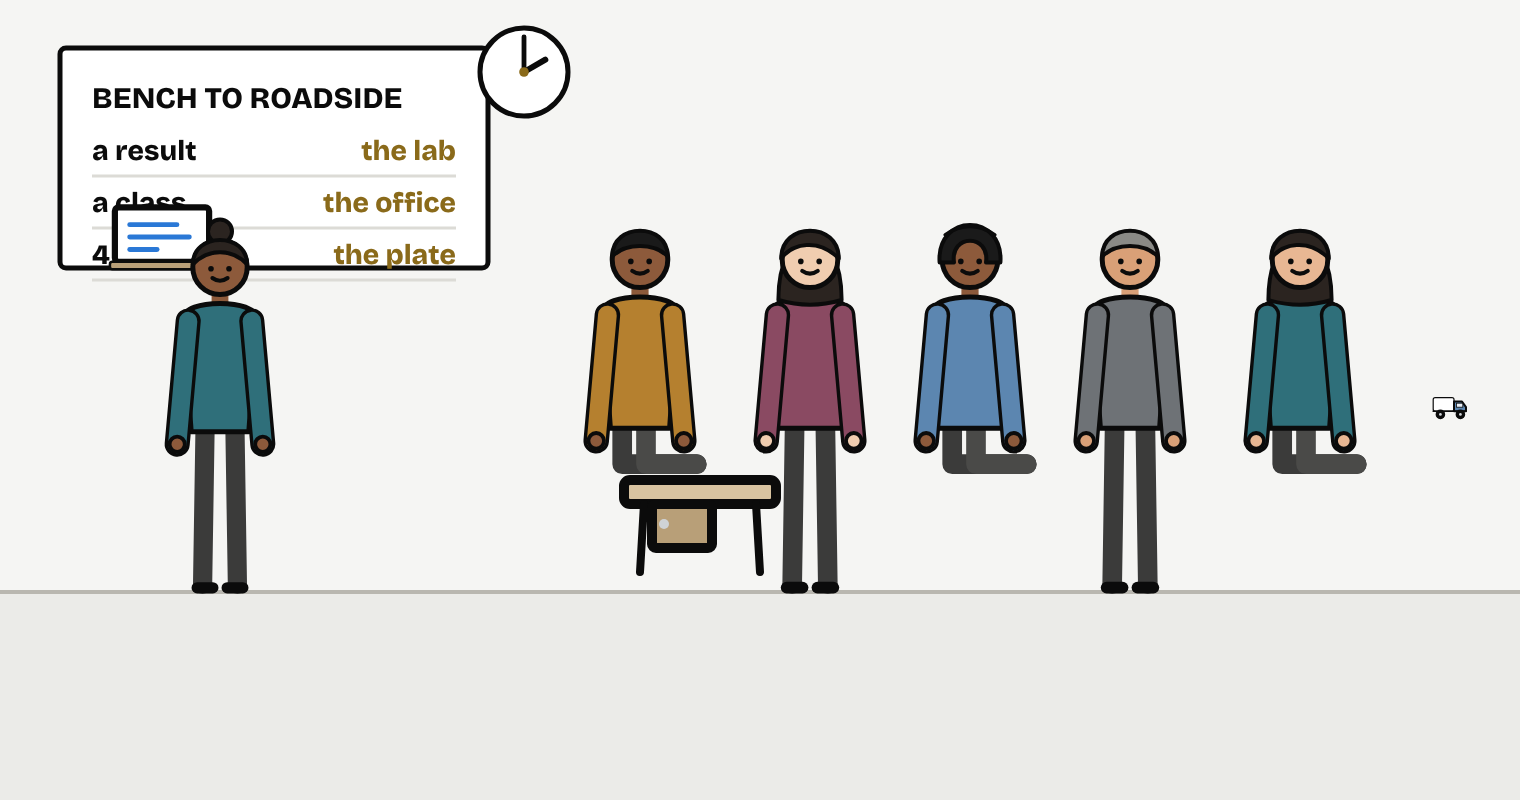 BENCH TO ROADSIDE
a result the lab
a class the office
4 the plate